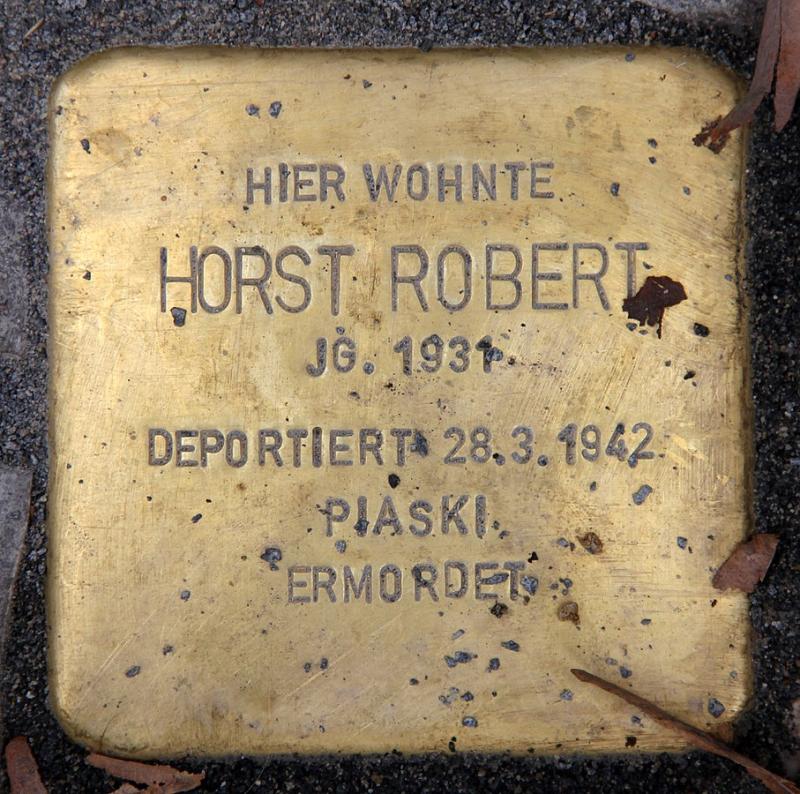 HIER WOHNTE
HORST ROBERT
JG. 1931
DEPORTIERT 28.3.1942
PIASKI
ERMORDET